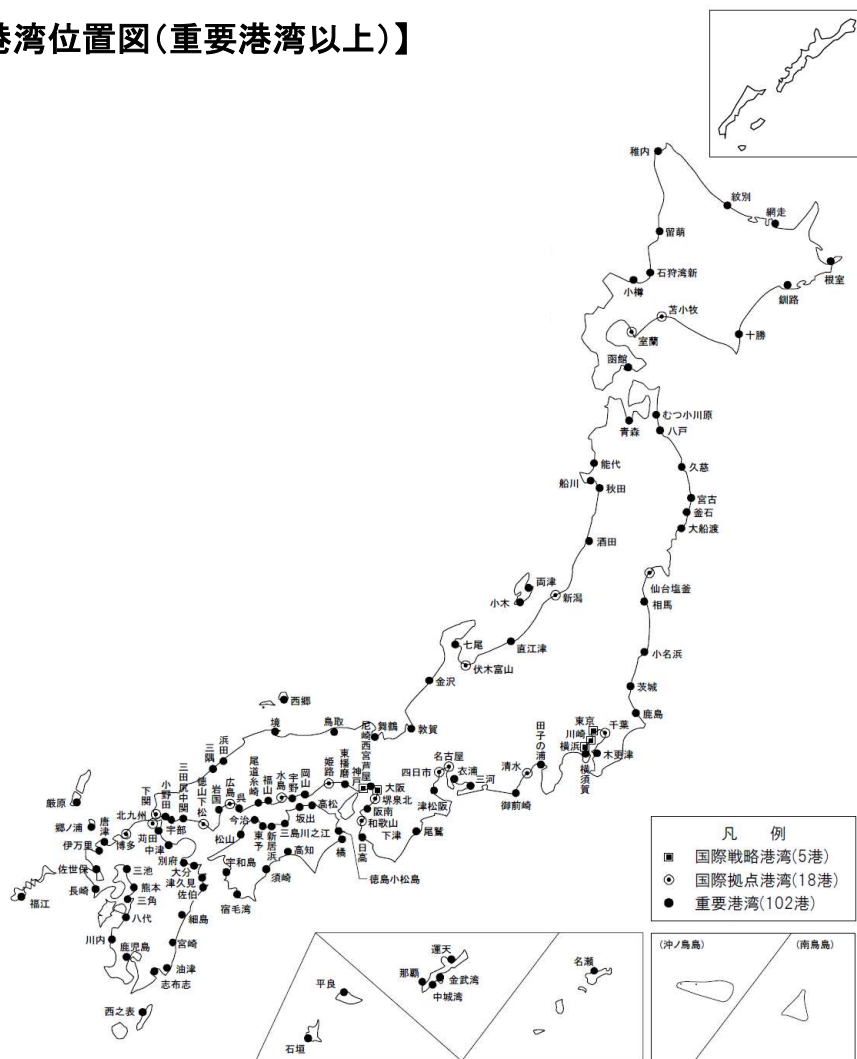 港湾位置図(重要港湾以上)】
稚内
紋別
網走
留萌
石狩湾新
小樽
根室
釧路
苫小牧
十勝
室蘭
函館
むつ小川原
青森
八戸
能代
久慈
船川
秋田
宮古
釜石
大船渡
酒田
両津
小木
新潟
仙台塩釜
相馬
七尾
直江津
小名浜
伏木富山
金沢
茨城
鹿島
西郷
境
鳥取
尼崎西宮芦屋
舞鶴
敦賀
田子の浦
東京
千葉
川崎
横浜
木更津
横須賀
名古屋
四日市
衣浦
三河
清水
御前崎
津松阪
尾鷲
浜田
三隅
三田尻中関
徳山下松
岩国
広島
呉
尾道糸崎
福山
水島
宇野
岡山
姫路
東播磨
神戸
大阪
堺泉北
阪南
和歌山
下津
日高
小野田
下関
北九州
宇部
苅田
中津
今治
松山
東予
新居浜
三島川之江
坂出
高松
高知
橘
徳島小松島
須崎
宇和島
宿毛湾
厳原
郷ノ浦
唐津
伊万里
博多
別府
大分
津久見
佐伯
佐世保
三池
長崎
熊本
三角
福江
八代
細島
川内
鹿児島
宮崎
油津
志布志
西之表
平良
石垣
運天
那覇
金武湾
中城湾
名瀬
(沖ノ鳥島)
(南鳥島)
凡 例
国際戦略港湾(5港)
国際拠点港湾(18港)
重要港湾(102港)